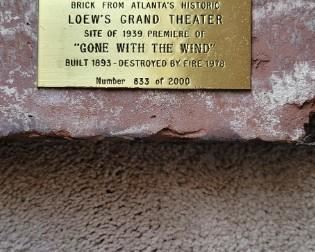 BRICK FROM ATLANTA'S HISTORIC
LOEW'S GRAND THEATER
SITE OF 1939 PREMIERE OF
"GONE WITH THE WIND"
BUILT 1893-DESTROYED BY FIRE 1978
Number 833 of 2000